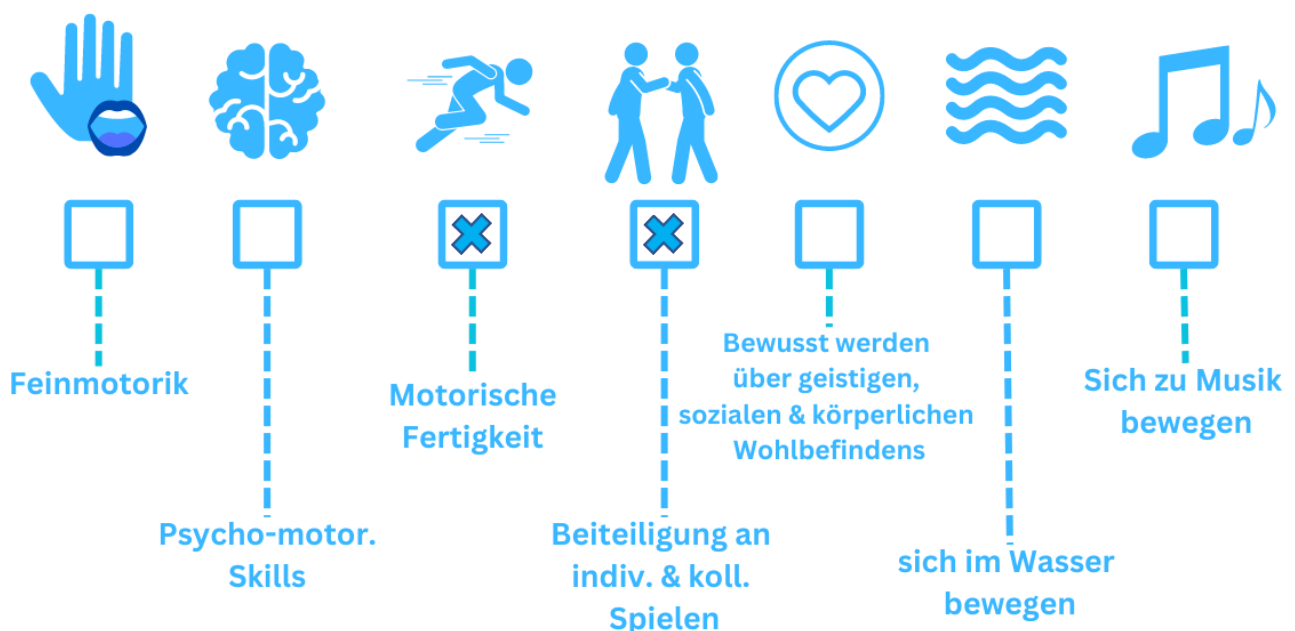 Feinmotorik
Psycho-motor.
Skills
Motorische
Fertigkeit
Beiteiligung an
indiv. & koll.
Spielen
Bewusst werden
über geistigen,
sozialen & körperlichen
Wohlbefindens
sich im Wasser
bewegen
Sich zu Musik
bewegen